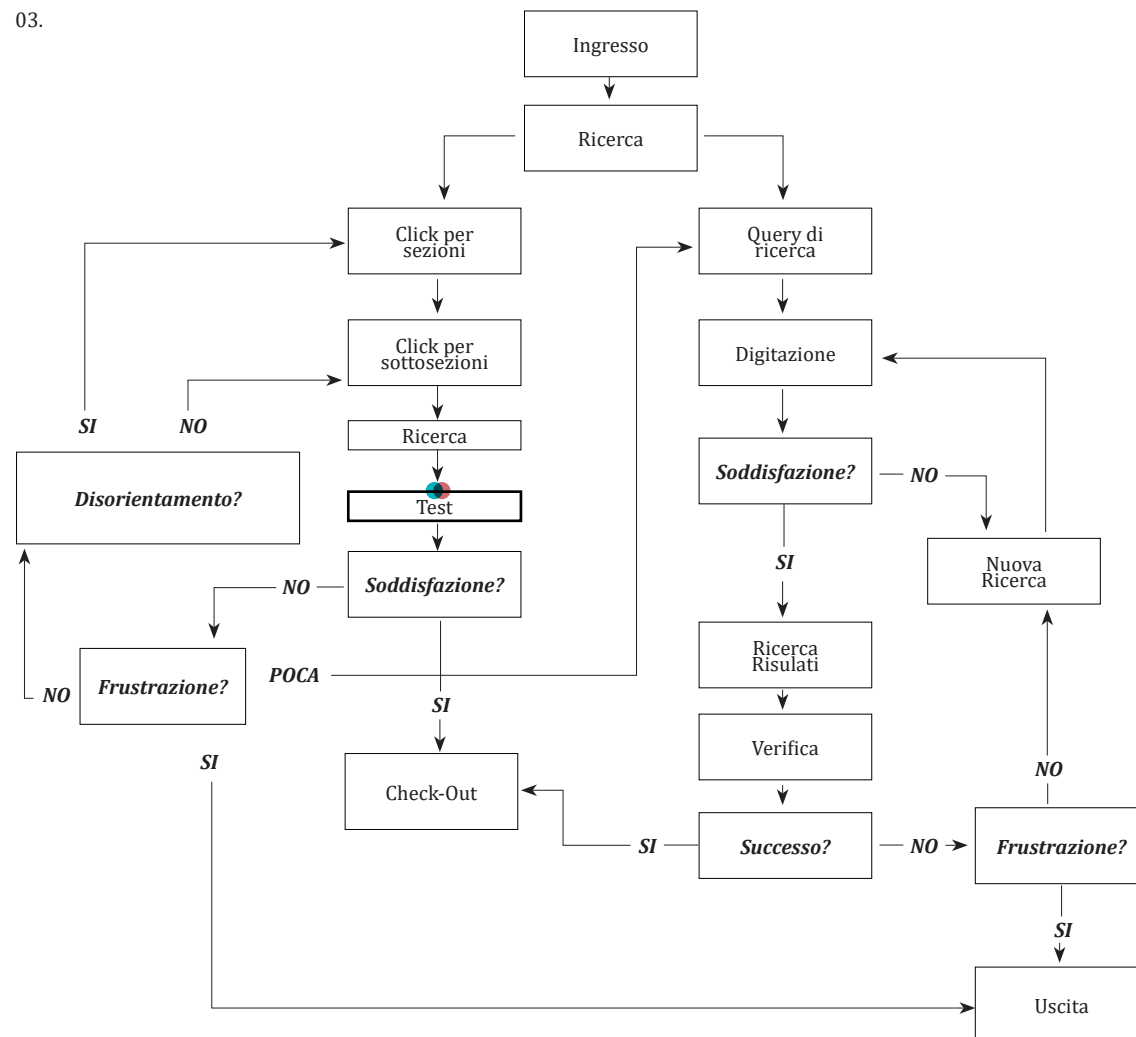 03.
Ingresso
Ricerca
Click per
sezioni
Query di
ricerca
Click per
sottosezioni
Digitazione
SI
NO
Ricerca
Disorientamento?
Test
Soddisfazione?
NO
SI
Nuova
Ricerca
NO
Soddisfazione?
Ricerca
Risulati
NO
Frustrazione?
POCA
SI
Verifica
SI
Check-Out
NO
SI
Successo?
NO
Frustrazione?
SI
Uscita